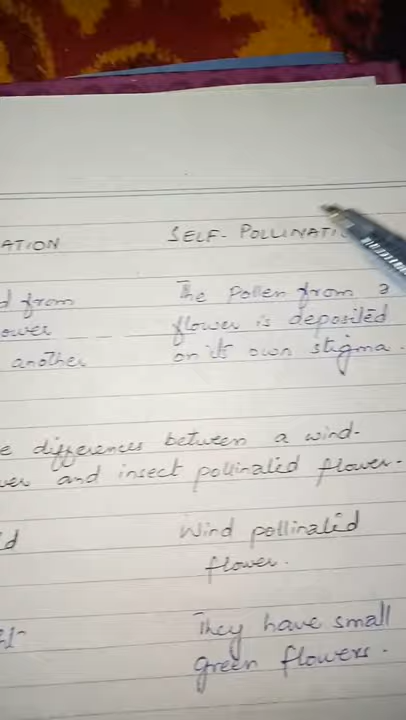 ATION SELF-POLLINATI
d from The Pollen from a
ower flower is deposited
another on its own stigma.
e differences between a wind-
wer and insect pollinated flower.
d Wind pollinated
flower.
They have small
green flowers.